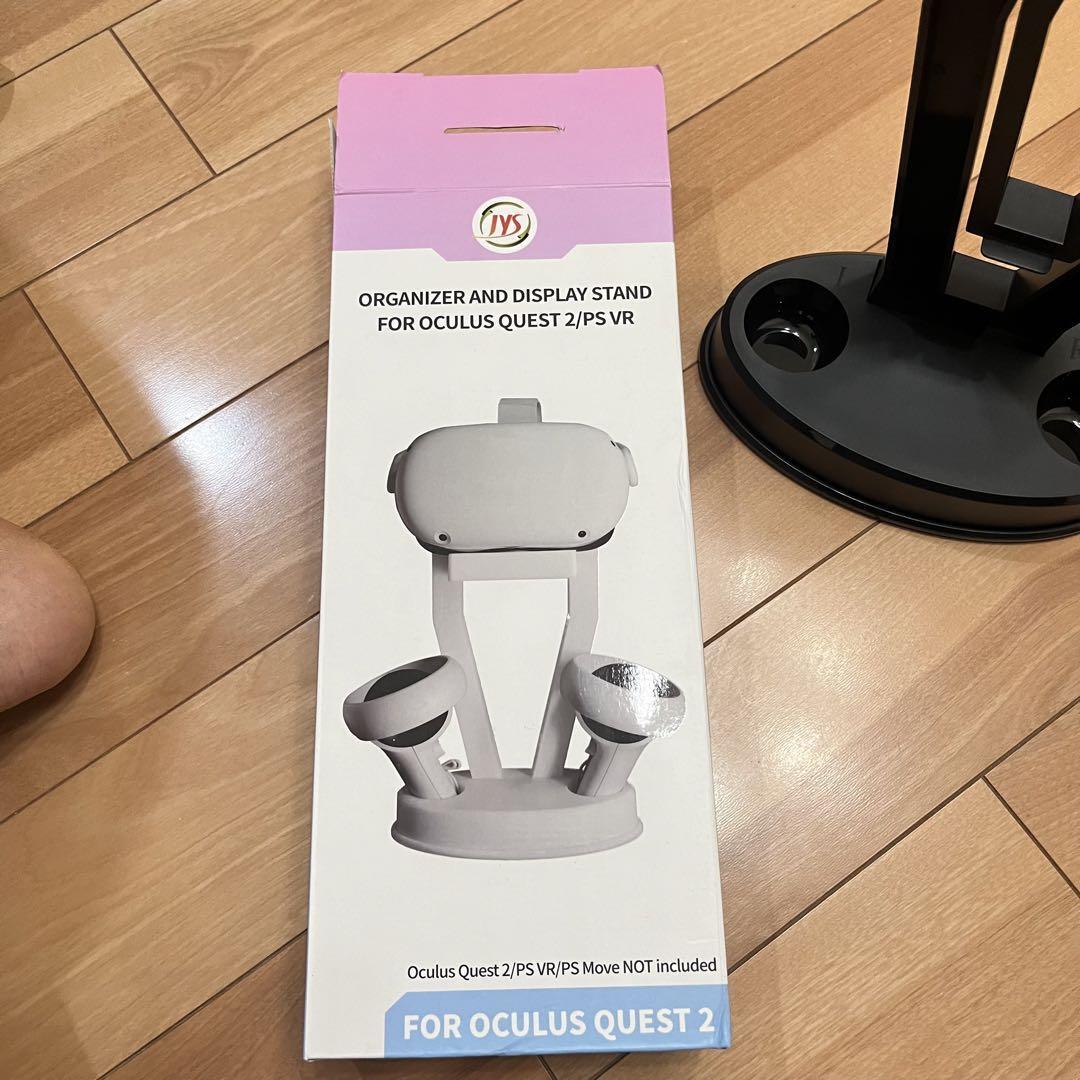 JYS
ORGANIZER AND DISPLAY STAND
FOR OCULUS QUEST 2/PS VR
Oculus Quest 2/PS VR/PS Move NOT included
FOR OCULUS QUEST 2